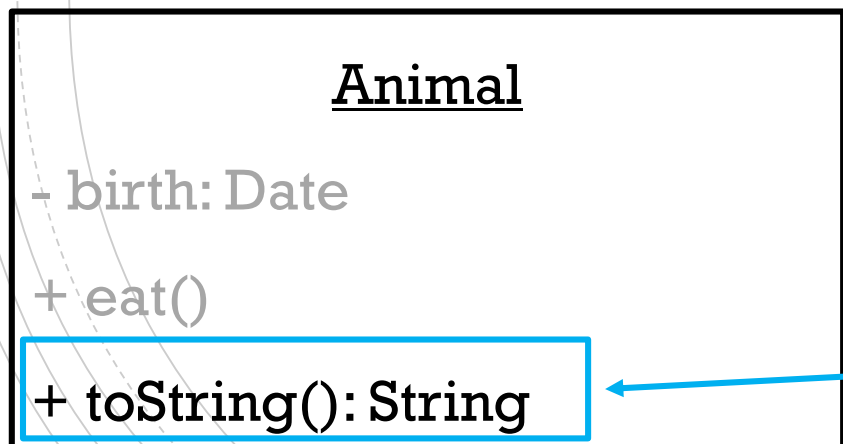 Animal
- birth: Date
+ eat()
+ toString(): String